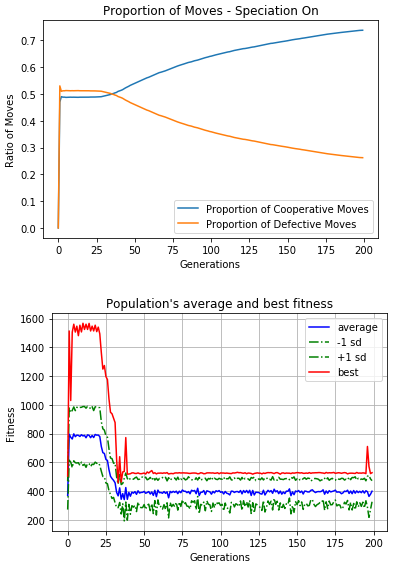 Proportion of Moves - Speciation On
Ratio of Moves
0.7
0.6
0.5
0.4
0.3
0.2
0.1
0.0
Proportion of Cooperative Moves
Proportion of Defective Moves
0 25 50 75 100 125 150 175 200
Generations
Population's average and best fitness
Fitness
1600
1400
1200
1000
800
600
400
200
average
-1 sd
+1 sd
best
0 25 50 75 100 125 150 175 200
Generations